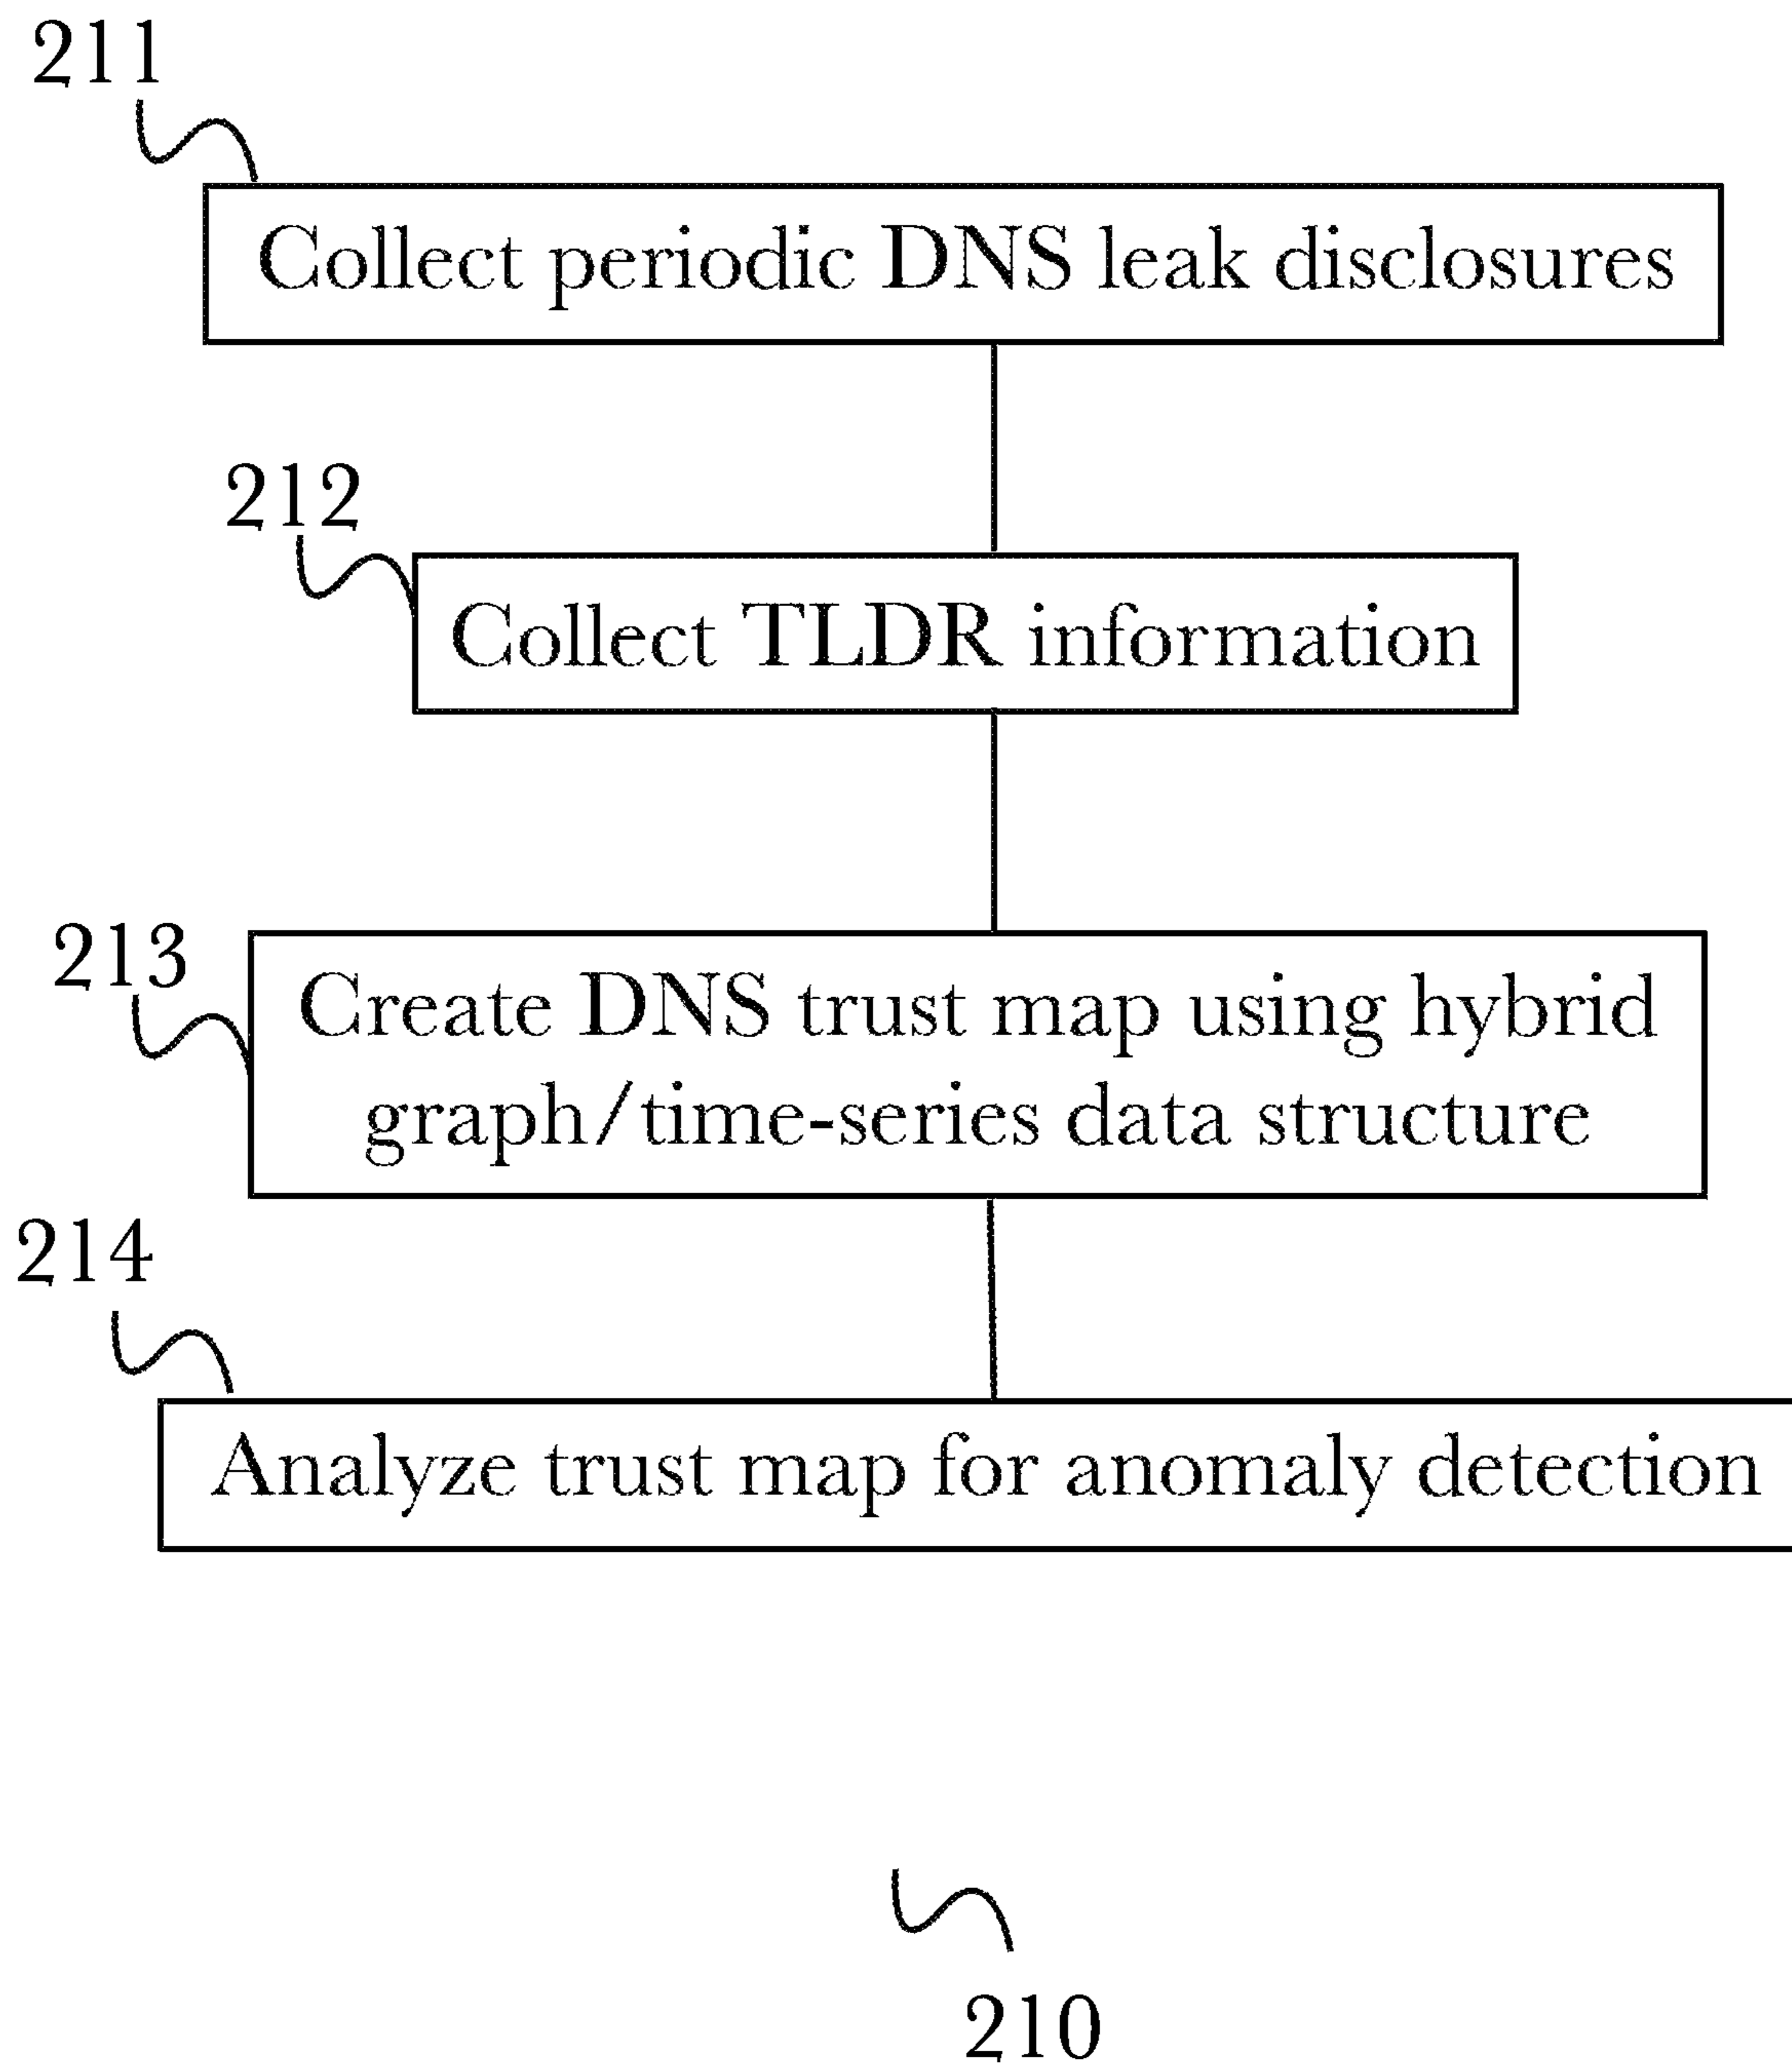 211
Collect periodic DNS leak disclosures
212
Collect TLDR information
213
Create DNS trust map using hybrid
graph/time-series data structure
214
Analyze trust map for anomaly detection
210